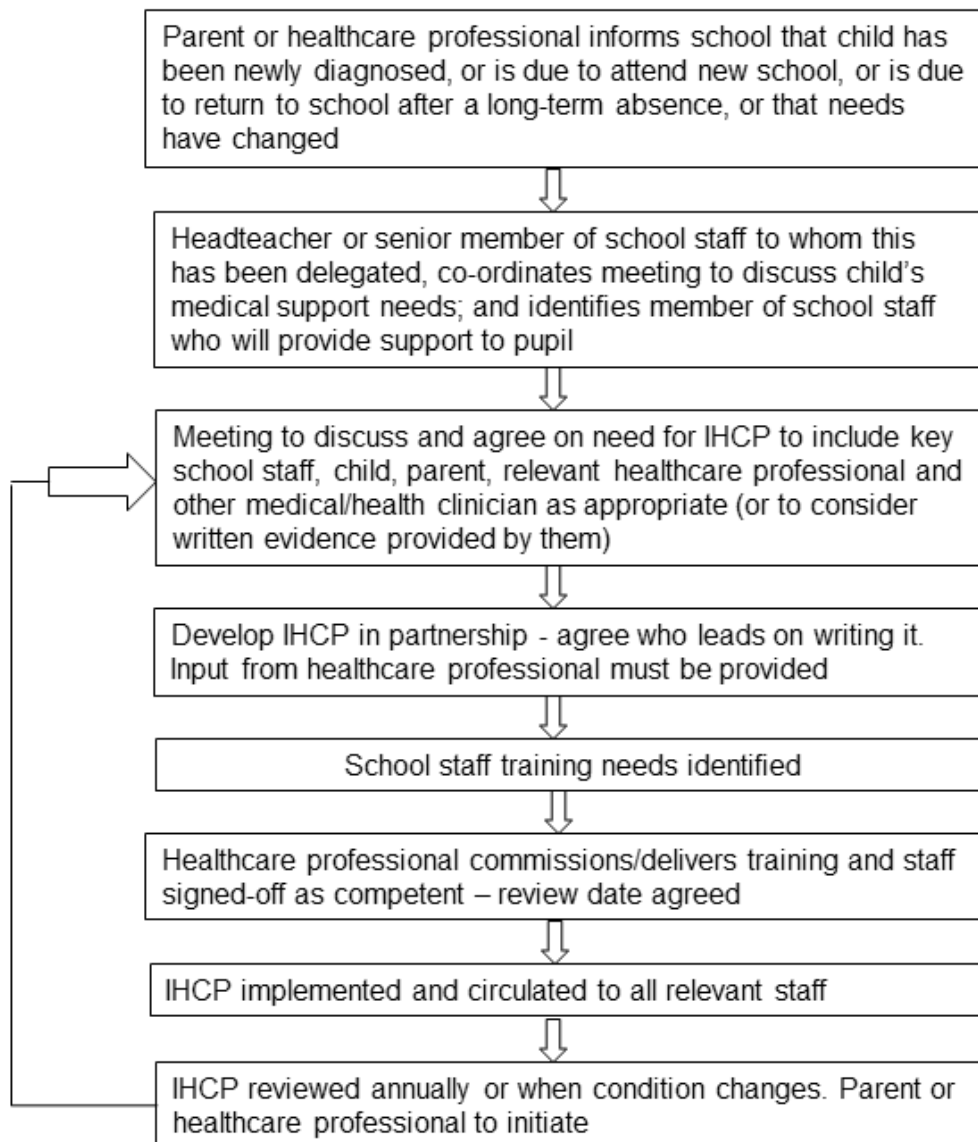 Parent or healthcare professional informs school that child has
been newly diagnosed, or is due to attend new school, or is due
to return to school after a long-term absence, or that needs
have changed
Headteacher or senior member of school staff to whom this
has been delegated, co-ordinates meeting to discuss child's
medical support needs; and identifies member of school staff
who will provide support to pupil
Meeting to discuss and agree on need for IHCP to include key
school staff, child, parent, relevant healthcare professional and
other medical/health clinician as appropriate (or to consider
written evidence provided by them)
Develop IHCP in partnership - agree who leads on writing it.
Input from healthcare professional must be provided
School staff training needs identified
Healthcare professional commissions/delivers training and staff
signed-off as competent – review date agreed
IHCP implemented and circulated to all relevant staff
IHCP reviewed annually or when condition changes. Parent or
healthcare professional to initiate